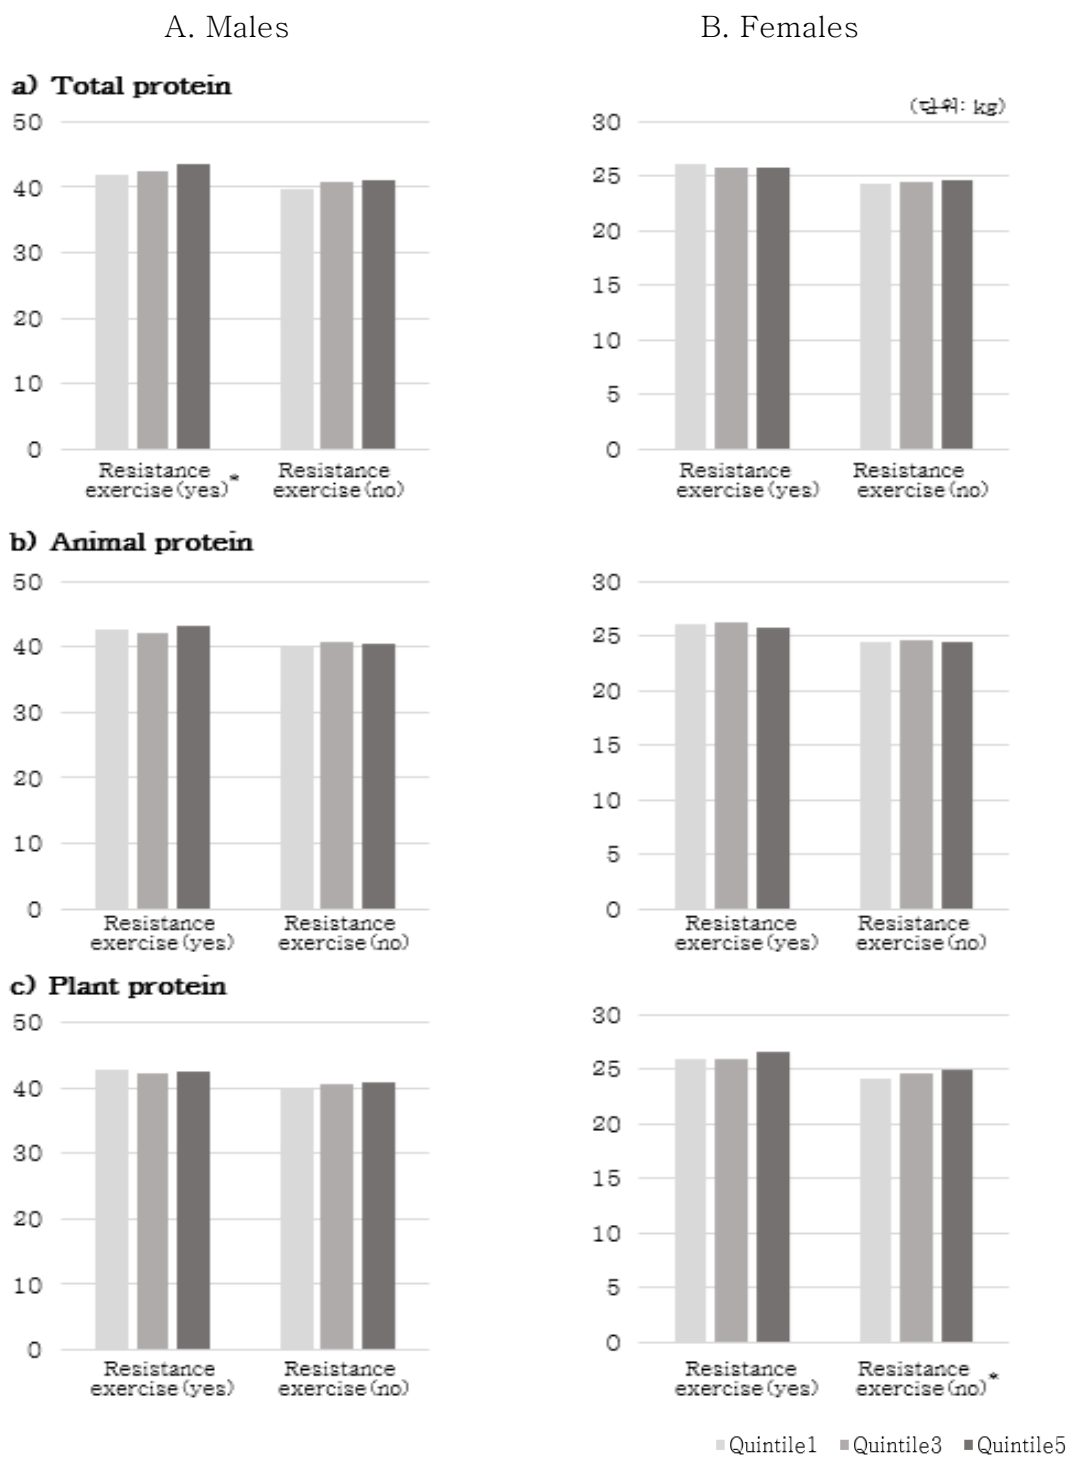 A. Males
B. Females
a) Total protein
(단위: kg)
50
40
30
20
10
0
Resistance
exercise(yes)*
Resistance
exercise(no)
30
25
20
15
10
5
0
Resistance
exercise(yes)
Resistance
exercise(no)
b) Animal protein
50
40
30
20
10
0
Resistance
exercise(yes)
Resistance
exercise(no)
30
25
20
15
10
5
0
Resistance
exercise(yes)
Resistance
exercise(no)
c) Plant protein
50
40
30
20
10
0
Resistance
exercise(yes)
Resistance
exercise(no)
30
25
20
15
10
5
0
Resistance
exercise(yes)
Resistance
exercise(no)*
Quintile1 Quintile3 Quintile5